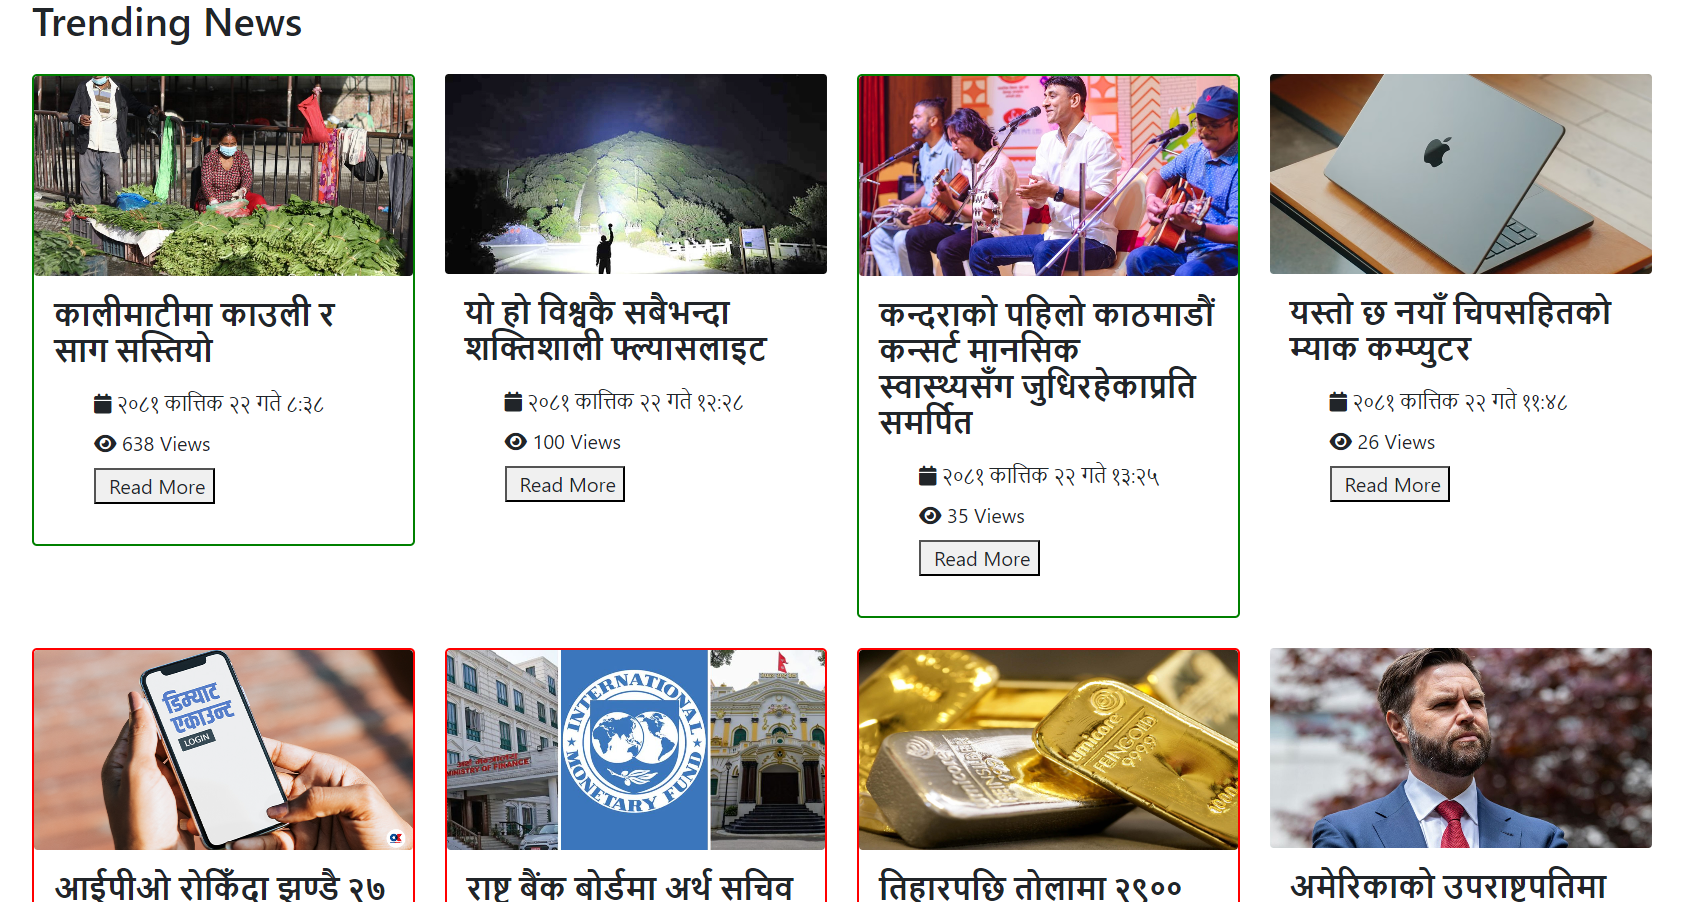 Trending News
कालीमाटीमा काउली र
साग सस्तियो
२०८१ कात्तिक २२ गते ८:३८
638 Views
Read More
यो हो विश्वकै सबैभन्दा
शक्तिशाली फ्ल्यासलाइट
२०८१ कात्तिक २२ गते १२:२८
100 Views
Read More
कन्दराको पहिलो काठमाडौं
कन्सर्ट मानसिक
स्वास्थ्यसँग जुधिरहेकाप्रति
समर्पित
२०८१ कात्तिक २२ गते १३:२५
35 Views
Read More
यस्तो छ नयाँ चिपसहितको
म्याक कम्प्युटर
२०८१ कात्तिक २२ गते ११:४८
26 Views
Read More
डिम्याट
एकाउन्ट
LOGIN
आईपीओ रोकिँदा झण्डै २७
MINISTRY OF FINANCE
INTERNATIONAL
MONETARY FUND
राष्ट्र बैंक बोर्डमा अर्थ सचिव
umicore
FEINGOLD
999.9
तिहारपछि तोलामा २९००
अमेरिकाको उपराष्ट्रपतिमा